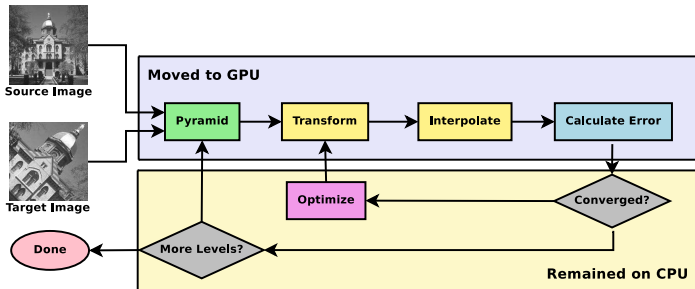 Source Image
Target Image
Moved to GPU
Pyramid
Transform
Interpolate
Calculate Error
Optimize
Converged?
More Levels?
Done
Remained on CPU